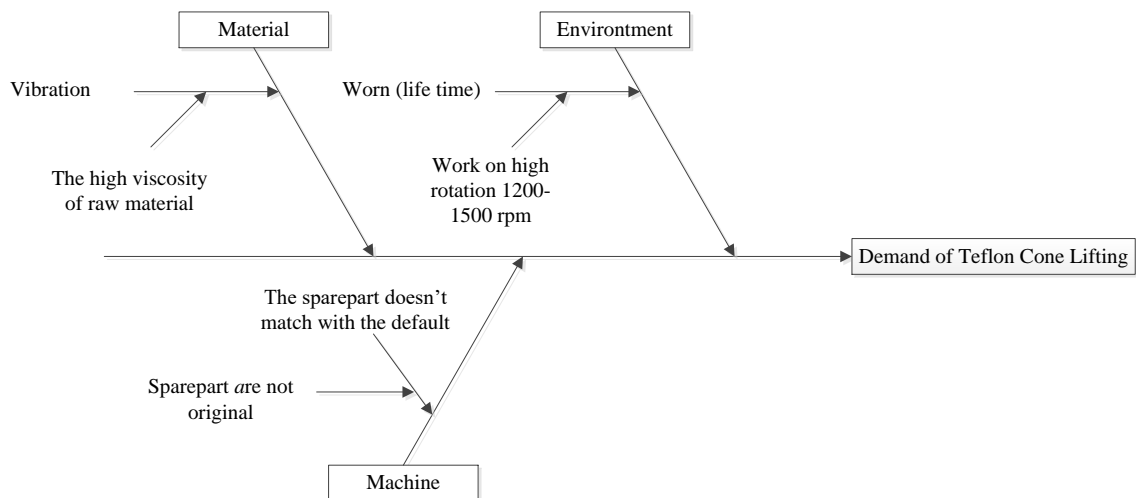 Material
Environtment
Vibration
Worn (life time)
The high viscosity
of raw material
Work on high
rotation 1200-
1500 rpm
Demand of Teflon Cone Lifting
The sparepart doesn’t
match with the default
Sparepart are not
original
Machine